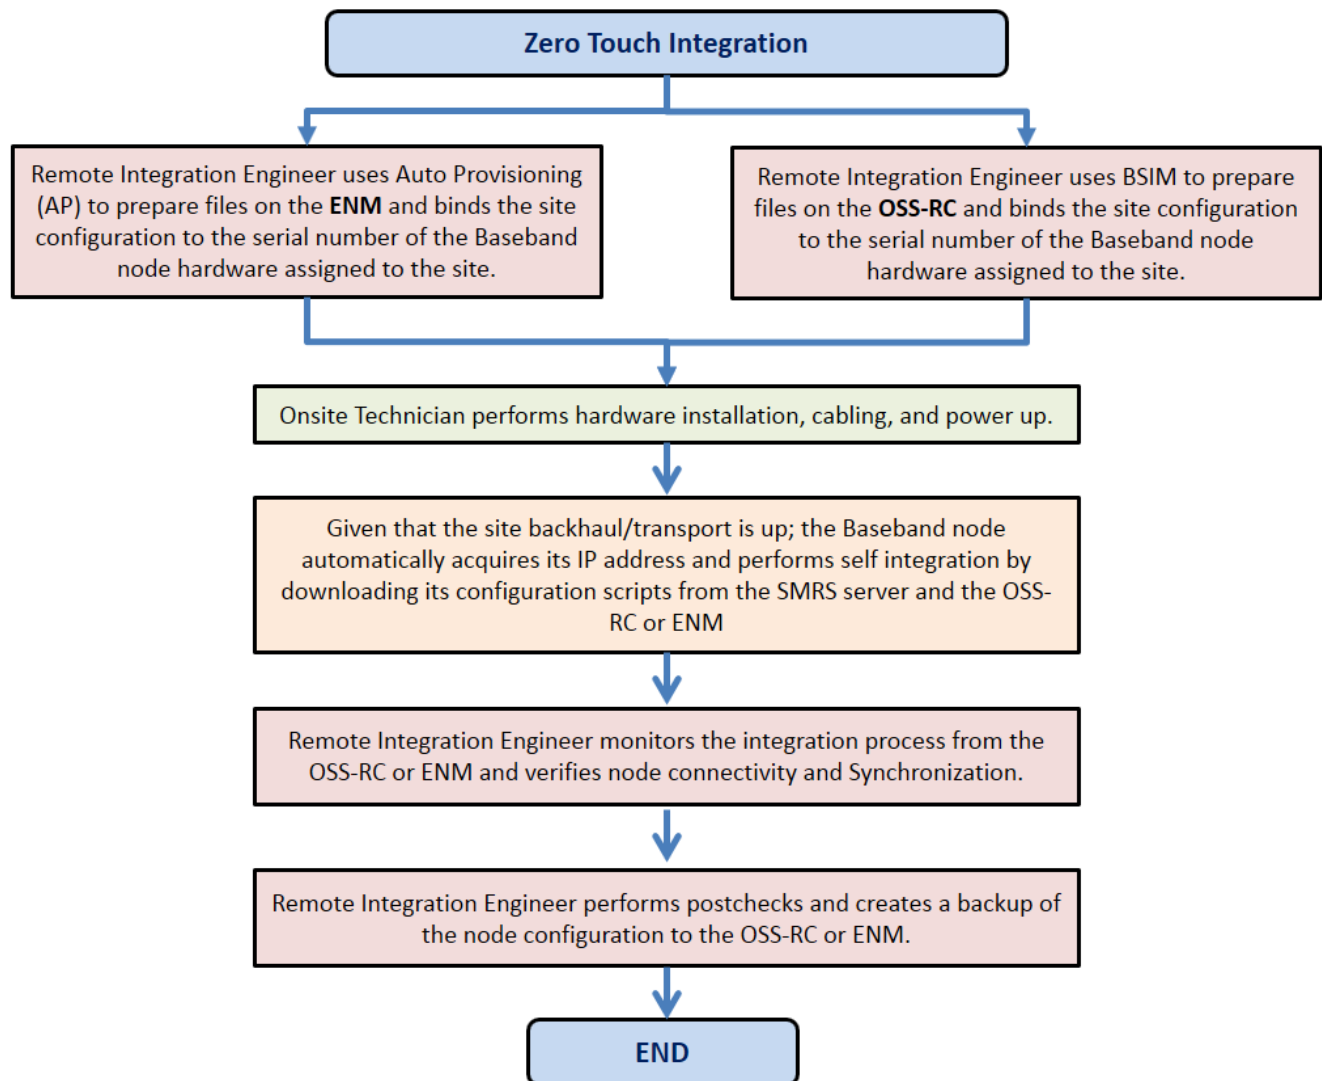 Zero Touch Integration
Remote Integration Engineer uses Auto Provisioning
(AP) to prepare files on the ENM and binds the site
configuration to the serial number of the Baseband
node hardware assigned to the site.
Remote Integration Engineer uses BSIM to prepare
files on the OSS-RC and binds the site configuration
to the serial number of the Baseband node
hardware assigned to the site.
Onsite Technician performs hardware installation, cabling, and power up.
Given that the site backhaul/transport is up; the Baseband node
automatically acquires its IP address and performs self integration by
downloading its configuration scripts from the SMRS server and the OSS-
RC or ENM
Remote Integration Engineer monitors the integration process from the
OSS-RC or ENM and verifies node connectivity and Synchronization.
Remote Integration Engineer performs postchecks and creates a backup of
the node configuration to the OSS-RC or ENM.
END